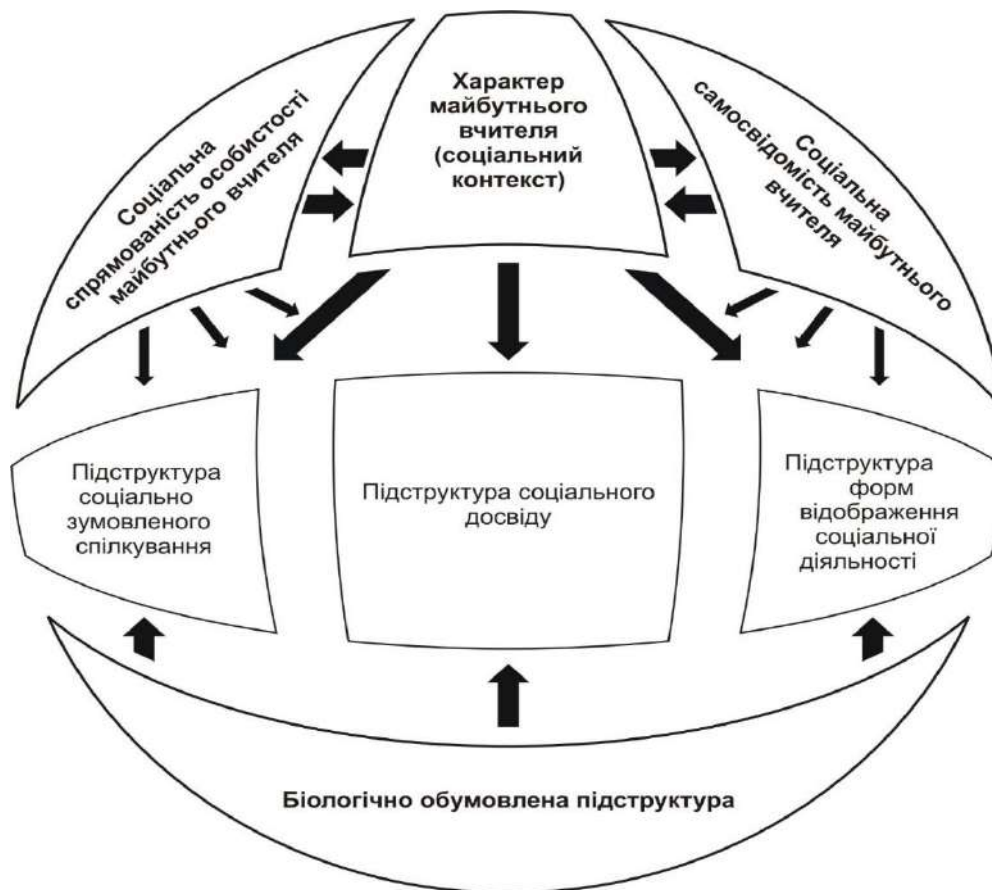 Соціальна
спрямованість особистості
майбутнього вчителя
Характер
майбутнього
вчителя
(соціальний
контекст)
Соціальна
самосвідомість майбутнього
вчителя
Підструктура
соціально
зумовленого
спілкування
Підструктура соціального
досвіду
Підструктура
форм
відображення
соціальної
діяльності
Біологічно обумовлена підструктура